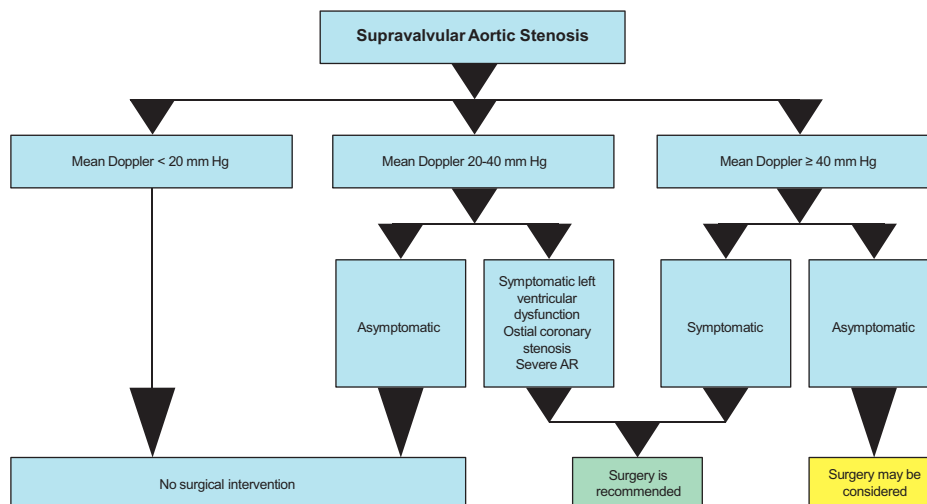 Supravalvular Aortic Stenosis
Mean Doppler < 20 mm Hg
Mean Doppler 20-40 mm Hg
Mean Doppler ≥ 40 mm Hg
Asymptomatic
Symptomatic left
ventricular
dysfunction
Ostial coronary
stenosis
Severe AR
Symptomatic
Asymptomatic
No surgical intervention
Surgery is
recommended
Surgery may be
considered